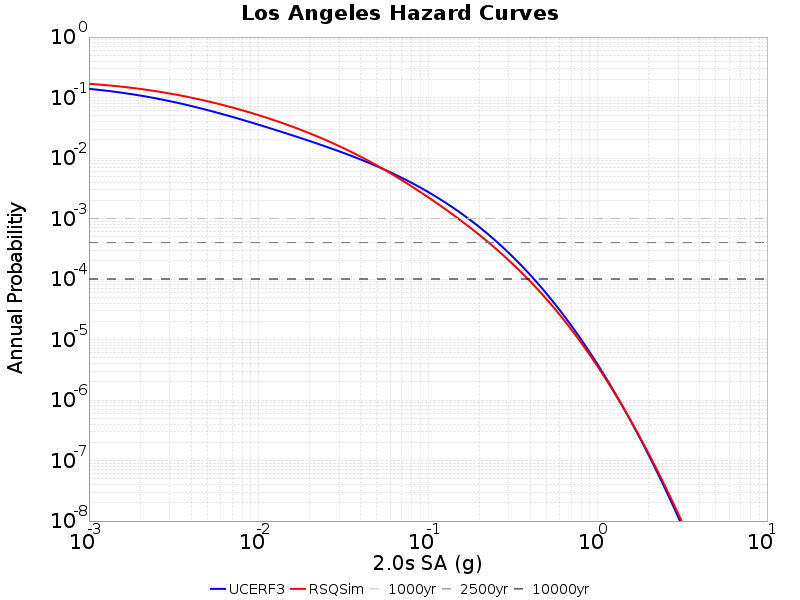 Los Angeles Hazard Curves
10^0
10^-1
10^-2
10^-3
10^-4
10^-5
10^-6
10^-7
10^-8
Annual Probabilitiy
10^-3 10^-2 10^-1 10^0 10^1
2.0s SA (g)
UCERF3 RSQSim 1000yr 2500yr 10000yr